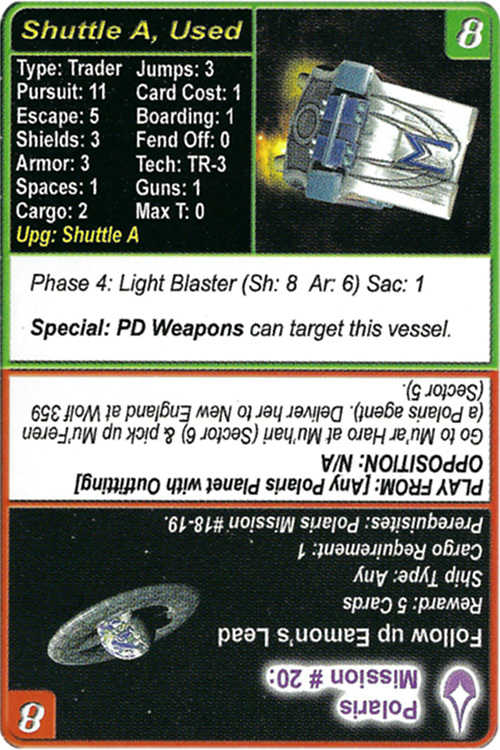 Shuttle A, Used
8
Type: Trader Jumps: 3
Pursuit: 11 Card Cost: 1
Escape: 5 Boarding: 1
Shields: 3 Fend Off: 0
Armor: 3 Tech: TR-3
Spaces: 1 Guns: 1
Cargo: 2 Max T: 0
Upg: Shuttle A
Phase 4: Light Blaster (Sh: 8 Ar: 6) Sac: 1
Special: PD Weapons can target this vessel.
8
Polaris
Mission # 20:
Follow up Eamon's Lead
Reward: 5 Cards
Ship Type: Any
Cargo Requirement: 1
Prerequisites: Polaris Mission #18-19.
PLAY FROM: [Any Polaris Planet with Outfitting]
OPPOSITION: N/A
Go to Mu'ar Haro at Mu'hari (Sector 6) & pick up Mu'Feren
(a Polaris agent). Deliver her to New England at Wolf 359
(Sector 5).